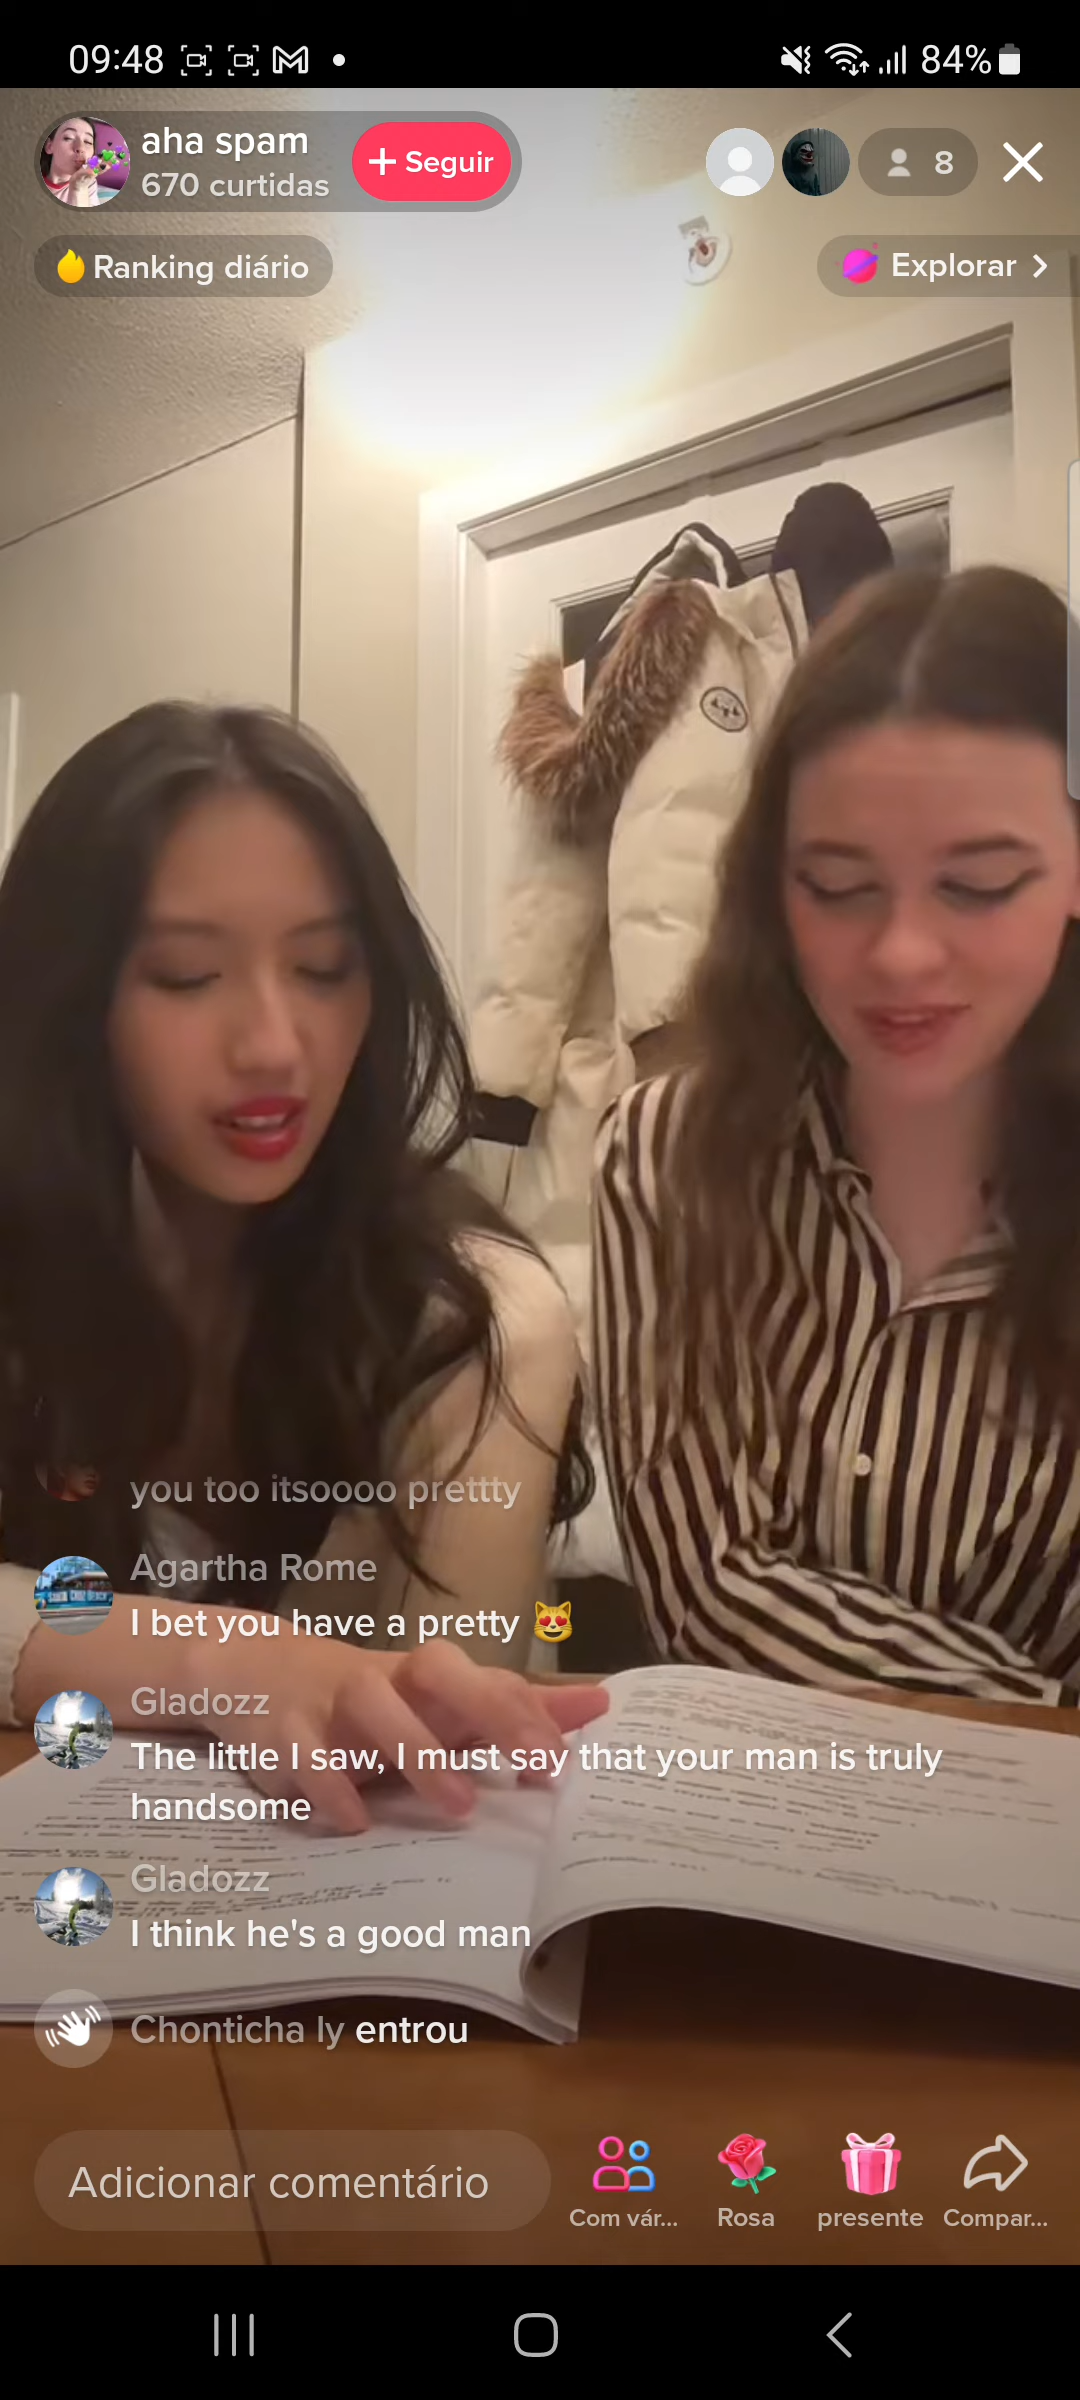 09:48
84%
aha spam
670 curtidas
+ Seguir
8
Ranking diário
Explorar
you too itsoooo prettty
Agartha Rome
I bet you have a pretty 😻
Gladozz
The little I saw, I must say that your man is truly
handsome
Gladozz
I think he's a good man
Chonticha ly entrou
Adicionar comentário
Com vár...
Rosa
presente
Compar...